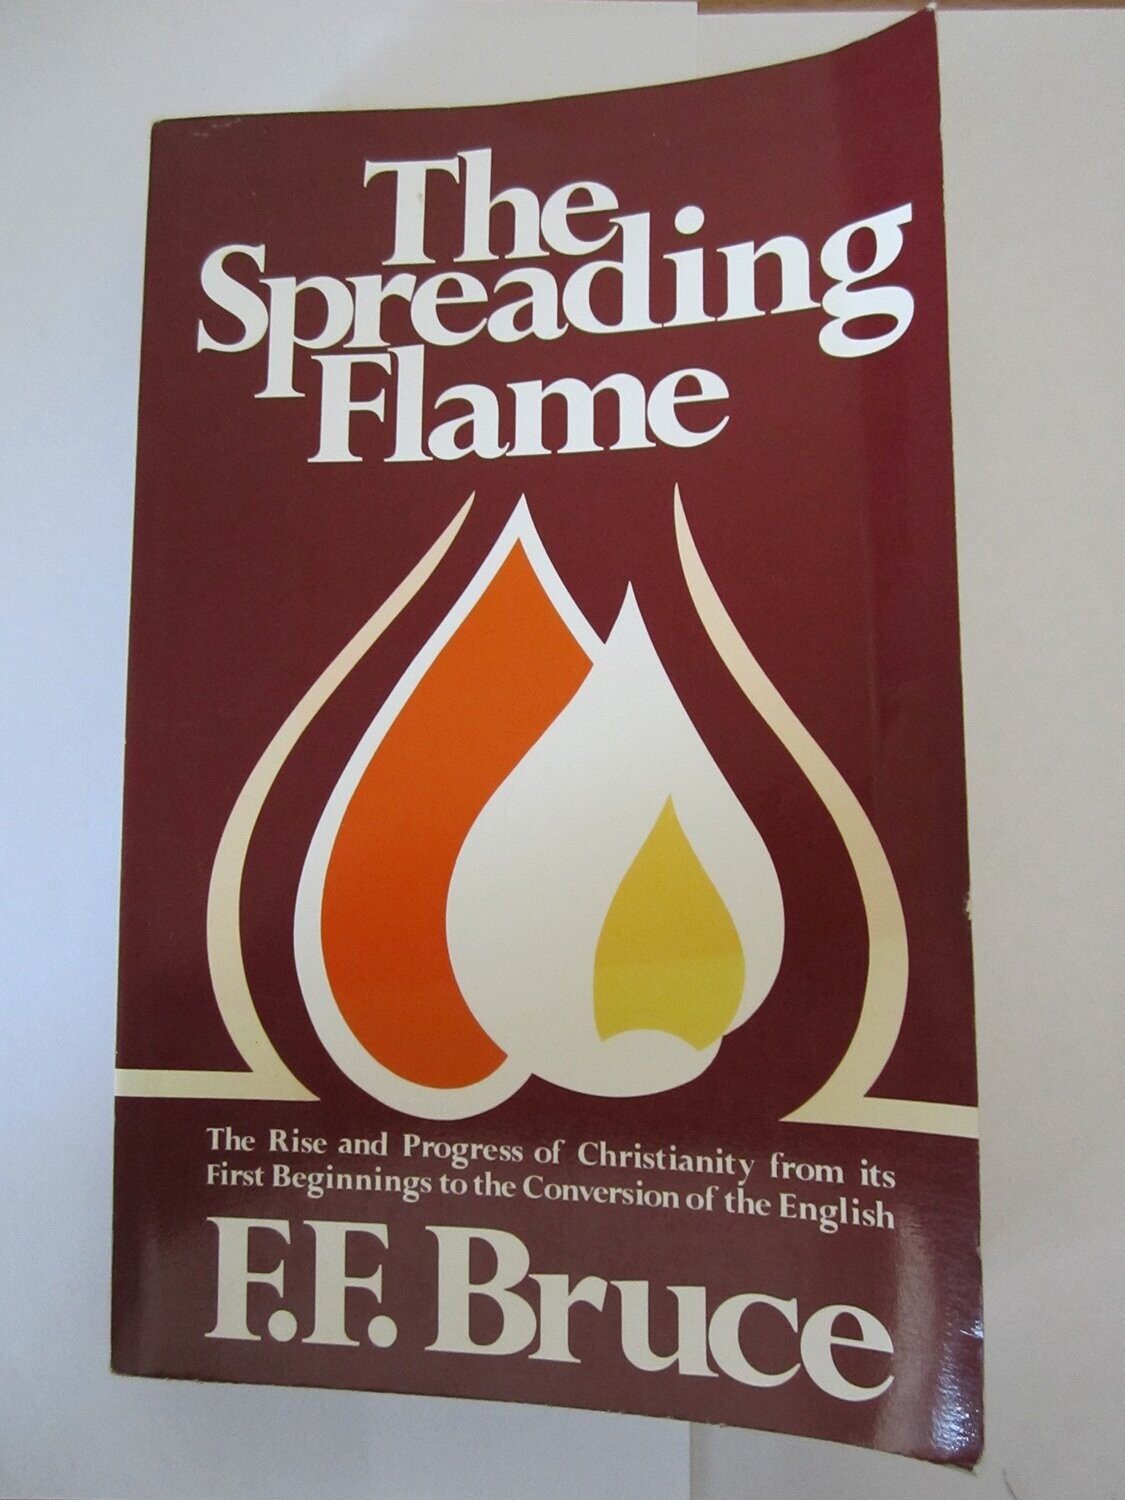 The
Spreading
Flame
The Rise and Progress of Christianity from its
First Beginnings to the Conversion of the English
F.F. Bruce